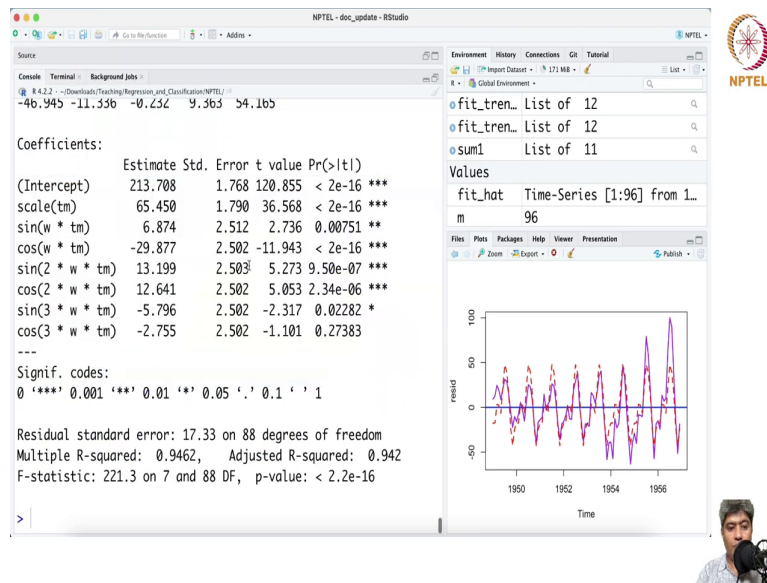 NPTEL - doc_update - RStudio
Go to file/function
Addins
NPTEL
Source
Console Terminal × Background Jobs ×
R 4.2.2 · ~/Downloads/Teaching/Regression_and_Classification/NPTEL/
-46.945 -11.336 -0.232 9.363 54.165
Coefficients:
Estimate Std. Error t value Pr(>|t|)
(Intercept) 213.708 1.768 120.855 < 2e-16 ***
scale(tm) 65.450 1.790 36.568 < 2e-16 ***
sin(w * tm) 6.874 2.512 2.736 0.00751 **
cos(w * tm) -29.877 2.502 -11.943 < 2e-16 ***
sin(2 * w * tm) 13.199 2.503 5.273 9.50e-07 ***
cos(2 * w * tm) 12.641 2.502 5.053 2.34e-06 ***
sin(3 * w * tm) -5.796 2.502 -2.317 0.02282 *
cos(3 * w * tm) -2.755 2.502 -1.101 0.27383
---
Signif. codes:
0 ‘***’ 0.001 ‘**’ 0.01 ‘*’ 0.05 ‘.’ 0.1 ‘ ’ 1
Residual standard error: 17.33 on 88 degrees of freedom
Multiple R-squared: 0.9462, Adjusted R-squared: 0.942
F-statistic: 221.3 on 7 and 88 DF, p-value: < 2.2e-16
>
Environment History Connections Git Tutorial
Import Dataset 171 MiB List
R Global Environment
fit_tren… List of 12
fit_tren… List of 12
sum1 List of 11
Values
fit_hat Time-Series [1:96] from 1…
m 96
Files Plots Packages Help Viewer Presentation
Zoom Export Publish
resid
100
50
0
-50
1950 1952 1954 1956
Time
NPTEL